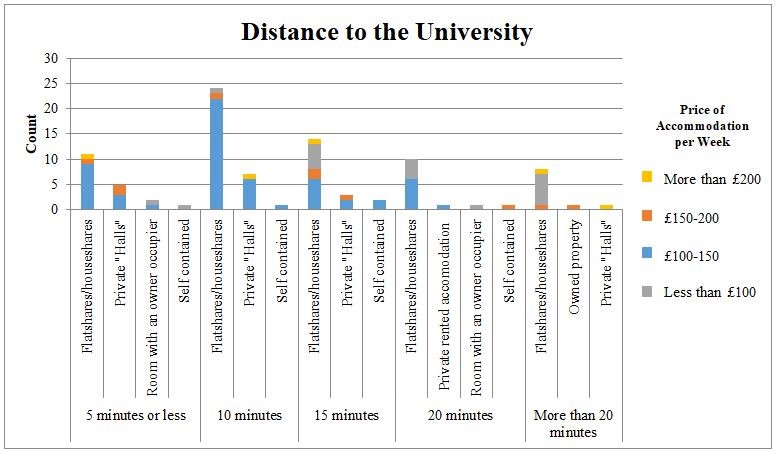 Distance to the University
Count
30
25
20
15
10
5
0
Flatshares/houseshares
Private "Halls"
Room with an owner occupier
Self contained
Flatshares/houseshares
Private "Halls"
Self contained
Flatshares/houseshares
Private "Halls"
Self contained
Flatshares/houseshares
Private rented accomodation
Room with an owner occupier
Self contained
Flatshares/houseshares
Owned property
Private "Halls"
5 minutes or less
10 minutes
15 minutes
20 minutes
More than 20
minutes
Price of
Accommodation
per Week
More than £200
£150-200
£100-150
Less than £100